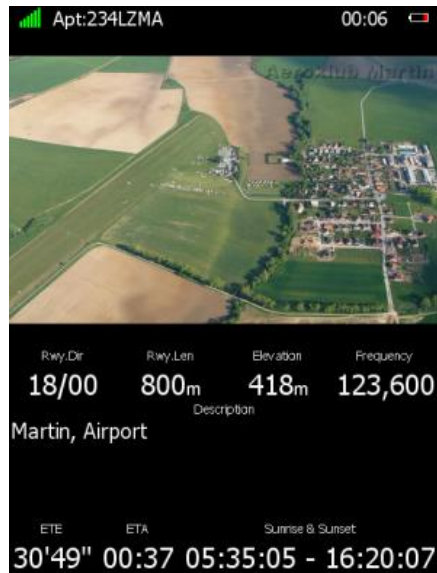 Apt:234LZMA 00:06
Aeroklub Martin
Rwy.Dir Rwy.Len Elevation Frequency
18/00 800m 418m 123,600
Description
Martin, Airport
ETE ETA Sunrise & Sunset
30'49" 00:37 05:35:05 - 16:20:07